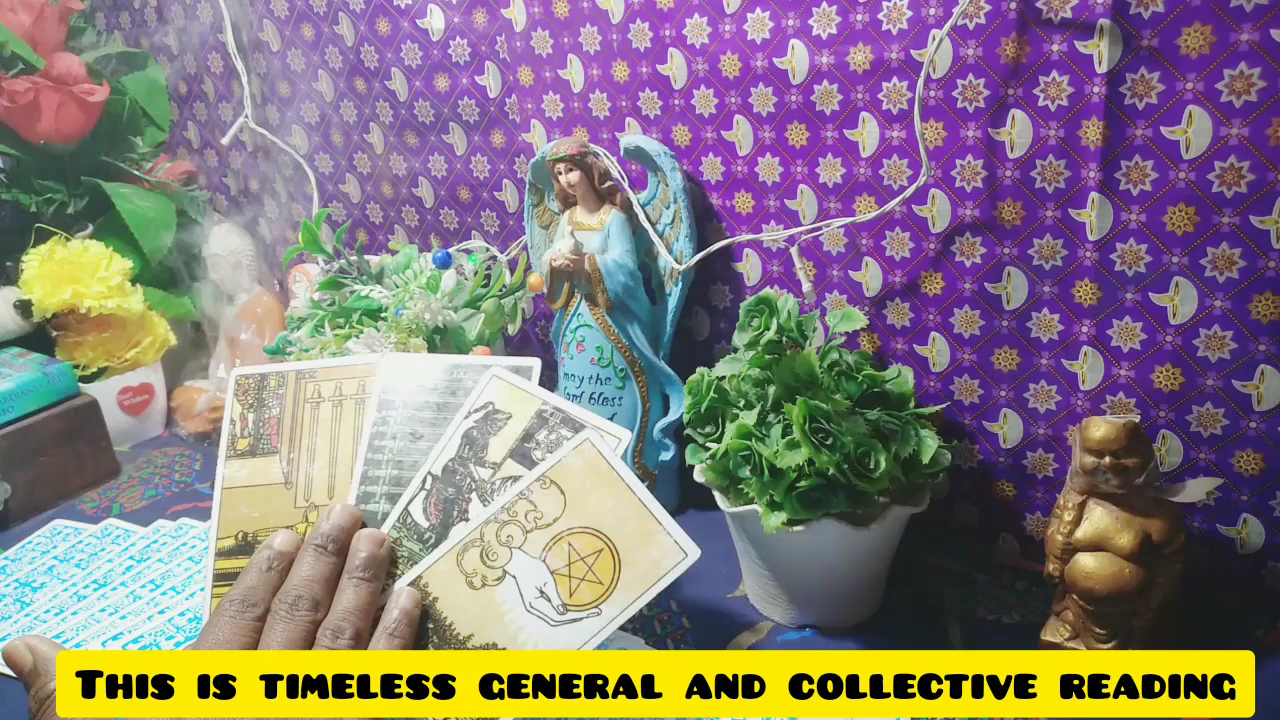 may the
lord bless
THIS IS TIMELESS GENERAL AND COLLECTIVE READING